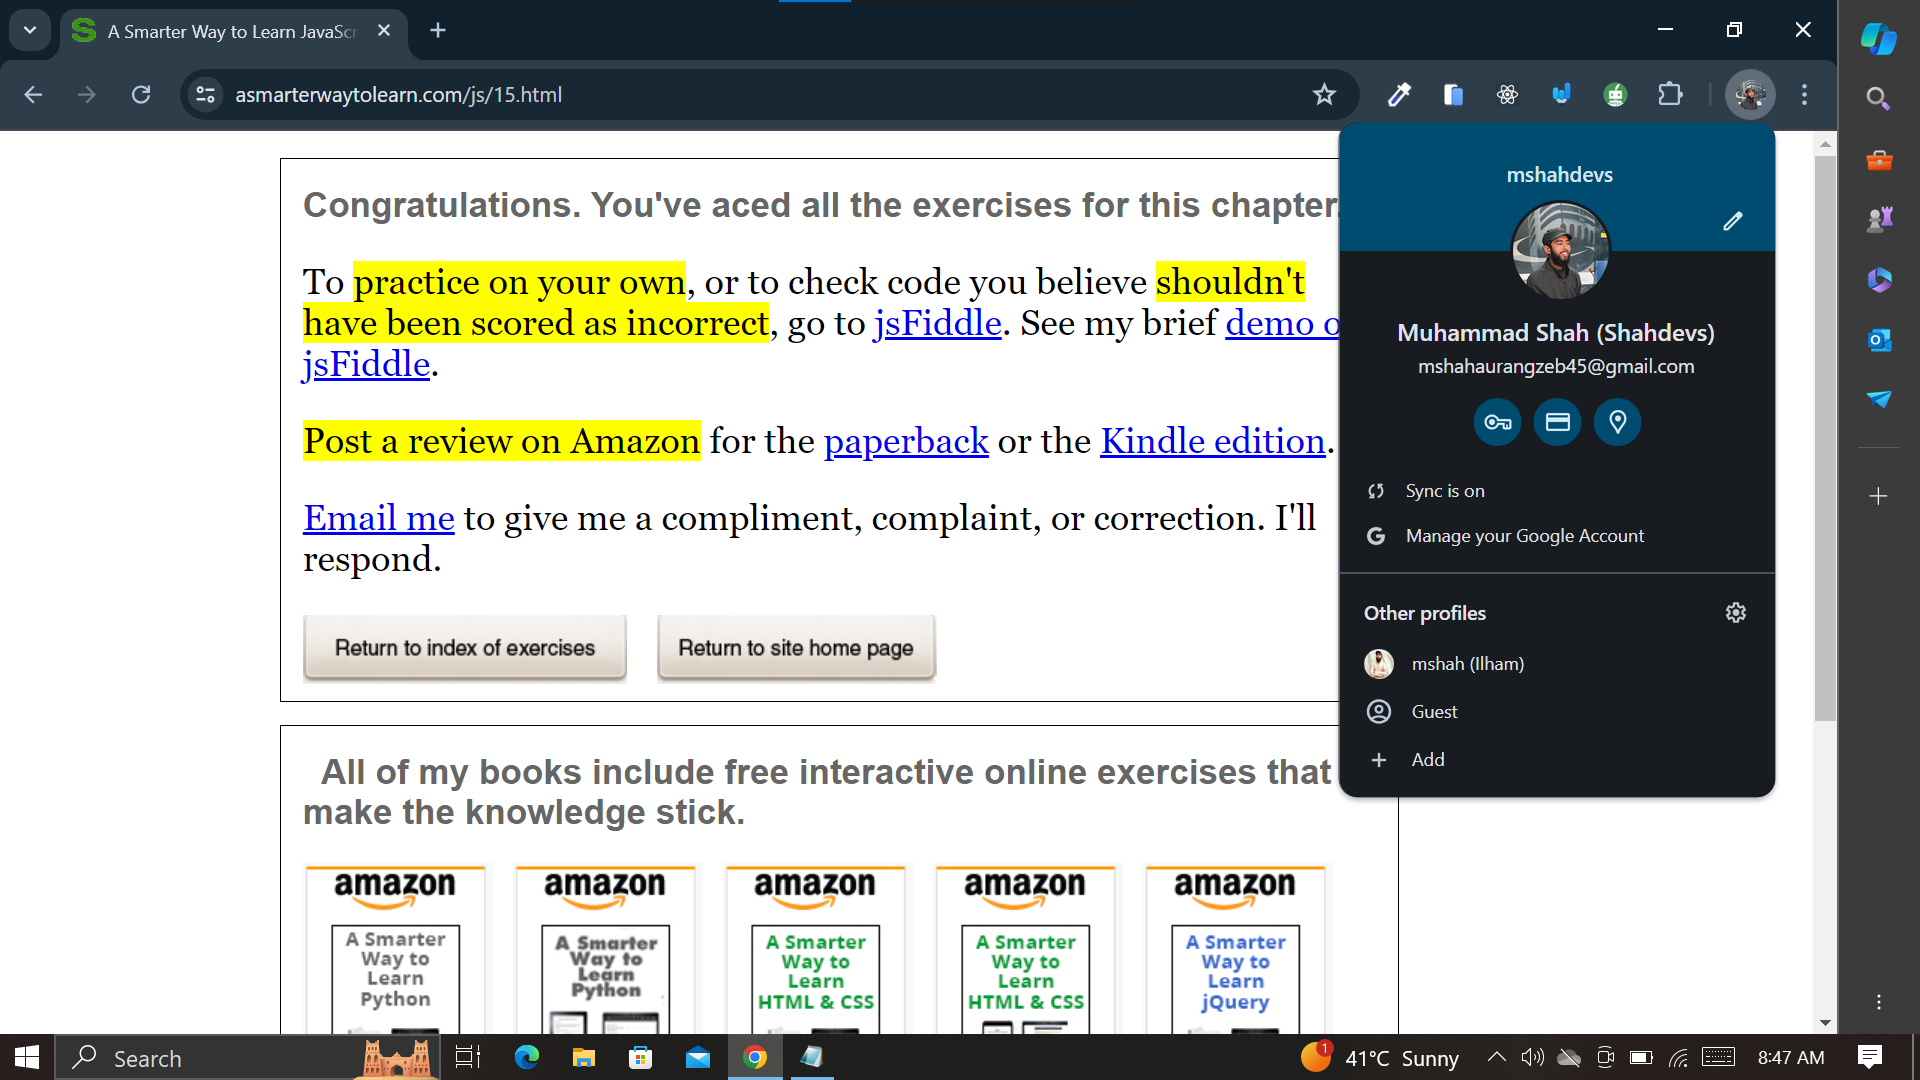 A Smarter Way to Learn JavaScr
asmarterwaytolearn.com/js/15.html
Congratulations. You've aced all the exercises for this chapter.
To practice on your own, or to check code you believe shouldn't
have been scored as incorrect, go to jsFiddle. See my brief demo o
jsFiddle.
Post a review on Amazon for the paperback or the Kindle edition.
Email me to give me a compliment, complaint, or correction. I'll
respond.
Return to index of exercises
Return to site home page
All of my books include free interactive online exercises that
make the knowledge stick.
amazon
A Smarter
Way to
Learn
Python
amazon
A Smarter
Way to
Learn
Python
amazon
A Smarter
Way to
Learn
HTML & CSS
amazon
A Smarter
Way to
Learn
HTML & CSS
amazon
A Smarter
Way to
Learn
jQuery
mshahdevs
Muhammad Shah (Shahdevs)
mshahaurangzeb45@gmail.com
Sync is on
Manage your Google Account
Other profiles
mshah (Ilham)
Guest
Add
Search
1
41°C Sunny
8:47 AM